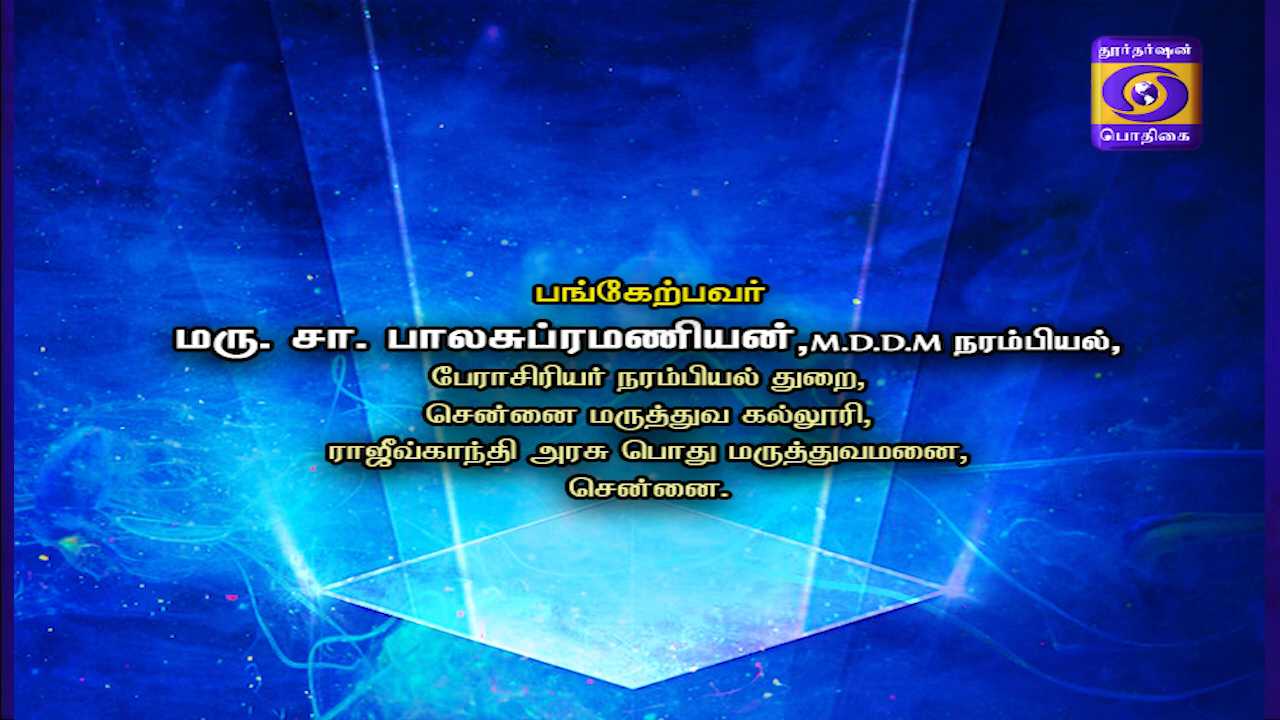 தூர்தர்ஷன்
பொதிகை
பங்கேற்பவர்
மரு. சா. பாலசுப்ரமணியன்,M.D.D.M நரம்பியல்,
பேராசிரியர் நரம்பியல் துறை,
சென்னை மருத்துவ கல்லூரி,
ராஜீவ்காந்தி அரசு பொது மருத்துவமனை,
சென்னை.